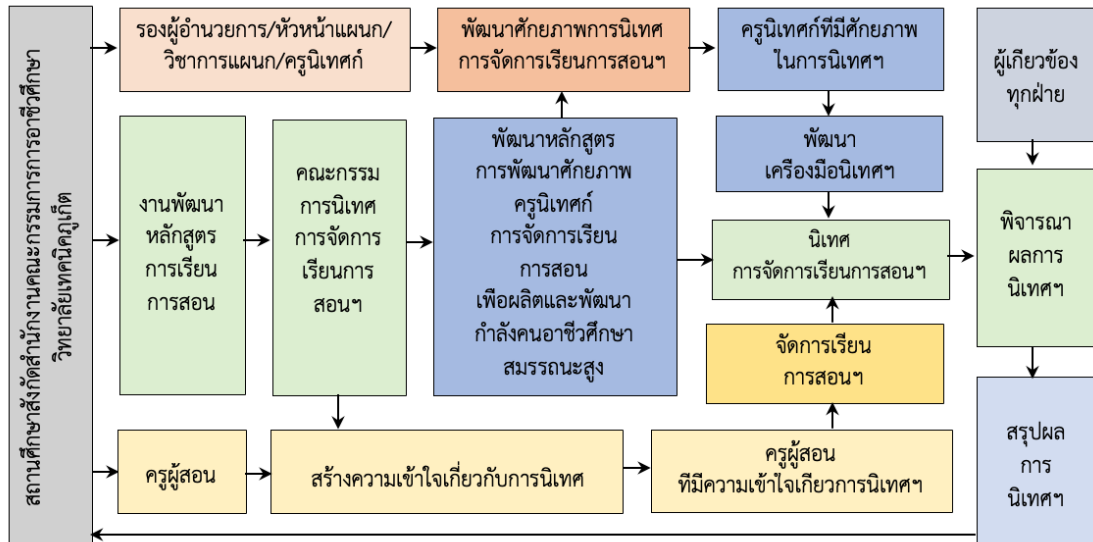 สถานศึกษาสังกัดสำนักงานคณะกรรมการการอาชีวศึกษา
วิทยาลัยเทคนิคภูเก็ต
รองผู้อำนวยการ/หัวหน้าแผนก/
วิชาการแผนก/ครูนิเทศก์
พัฒนาศักยภาพการนิเทศ
การจัดการเรียนการสอนฯ
ครูนิเทศก์ที่มีศักยภาพ
ในการนิเทศฯ
ผู้เกี่ยวข้อง
ทุกฝ่าย
งานพัฒนา
หลักสูตร
การเรียน
การสอน
คณะกรรม
การนิเทศ
การจัดการ
เรียนการ
สอนฯ
พัฒนาหลักสูตร
การพัฒนาศักยภาพ
ครูนิเทศก์
การจัดการเรียน
การสอน
เพื่อผลิตและพัฒนา
กำลังคนอาชีวศึกษา
สมรรถนะสูง
พัฒนา
เครื่องมือนิเทศฯ
นิเทศ
การจัดการเรียนการสอนฯ
จัดการเรียน
การสอนฯ
พิจารณา
ผลการ
นิเทศฯ
ครูผู้สอน
สร้างความเข้าใจเกี่ยวกับการนิเทศ
ครูผู้สอน
ที่มีความเข้าใจเกี่ยวการนิเทศฯ
สรุปผล
การ
นิเทศฯ